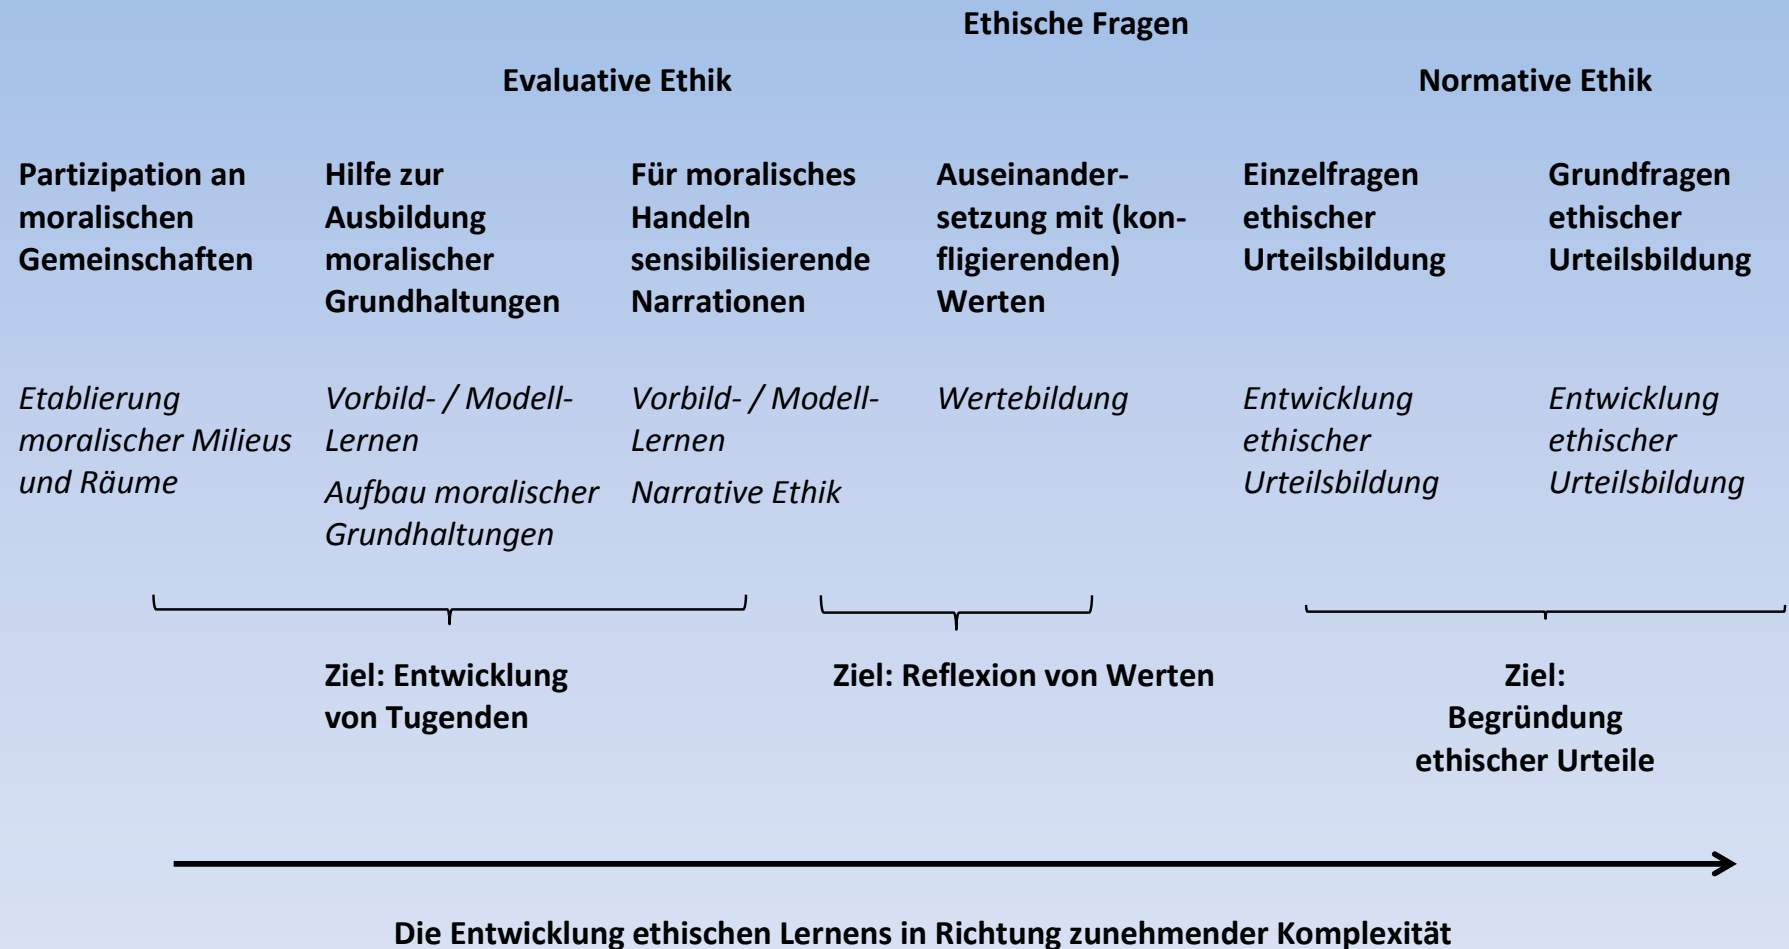 Ethische Fragen
Evaluative Ethik
Normative Ethik
Partizipation an
moralischen
Gemeinschaften
Hilfe zur
Ausbildung
moralischer
Grundhaltungen
Für moralisches
Handeln
sensibilisierende
Narrationen
Auseinander-
setzung mit (kon-
fligierenden)
Werten
Einzelfragen
ethischer
Urteilsbildung
Grundfragen
ethischer
Urteilsbildung
Etablierung
moralischer Milieus
und Räume
Vorbild- / Modell-
Lernen
Aufbau moralischer
Grundhaltungen
Vorbild- / Modell-
Lernen
Narrative Ethik
Wertebildung
Entwicklung
ethischer
Urteilsbildung
Entwicklung
ethischer
Urteilsbildung
Ziel: Entwicklung
von Tugenden
Ziel: Reflexion von Werten
Ziel:
Begründung
ethischer Urteile
Die Entwicklung ethischen Lernens in Richtung zunehmender Komplexität